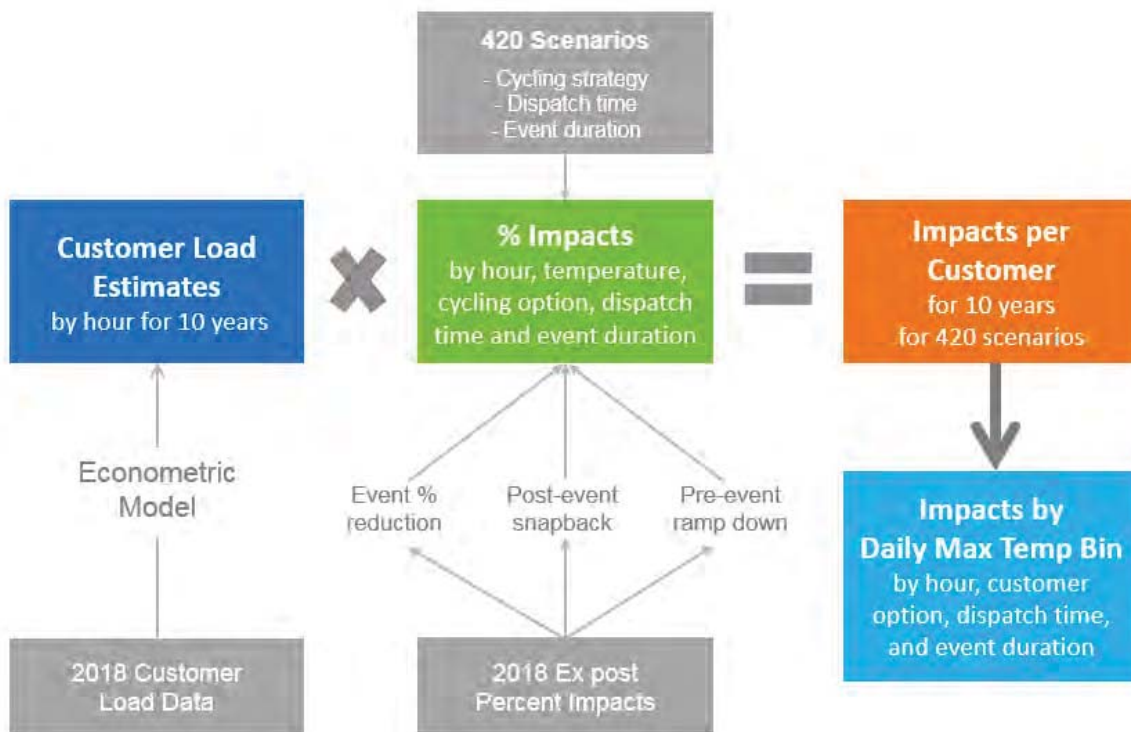 420 Scenarios
- Cycling strategy
- Dispatch time
- Event duration
Customer Load
Estimates
by hour for 10 years
% Impacts
by hour, temperature,
cycling option, dispatch
time and event duration
Impacts per
Customer
for 10 years
for 420 scenarios
Econometric
Model
Event %
reduction
Post-event
snapback
Pre-event
ramp down
Impacts by
Daily Max Temp Bin
by hour, customer
option, dispatch time,
and event duration
2018 Customer
Load Data
2018 Ex post
Percent Impacts